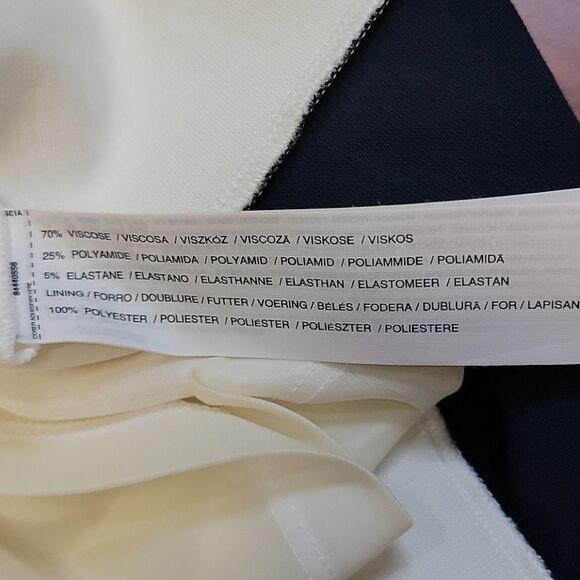 70% VISCOSE / VISCOSA / VISZKÓZ / VISCOZĂ / VISKOSE / VISKOS
25% POLYAMIDE / POLIAMIDA / POLYAMID / POLIAMID / POLIAMMIDE / POLIAMIDĂ
5% ELASTANE / ELASTANO / ELASTHANNE / ELASTHAN / ELASTOMEER / ELASTAN
LINING / FORRO / DOUBLURE / FUTTER / VOERING / BÉLÉS / FODERA / DUBLURĂ / FOR / LAPISAN
100% POLYESTER / POLIESTER / POLIÉSTER / POLIÉSZTER / POLIESTERE